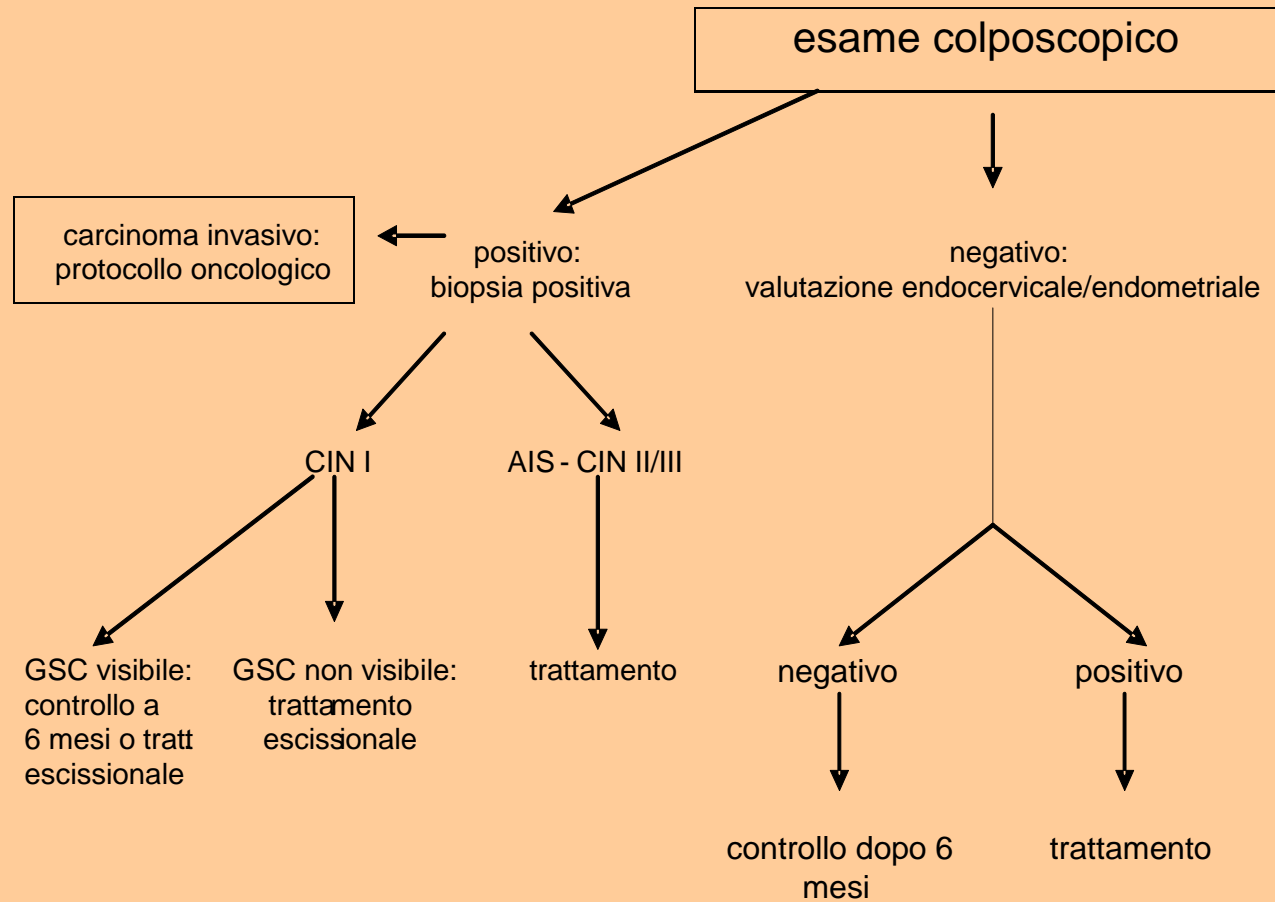 esame colposcopico
carcinoma invasivo:
protocollo oncologico
positivo:
biopsia positiva
negativo:
valutazione endocervicale/endometriale
CIN I
AIS - CIN II/III
GSC visibile:
controllo a
6 mesi o tratt.
escissionale
GSC non visibile:
trattamento
escissionale
trattamento
negativo
positivo
controllo dopo 6
mesi
trattamento